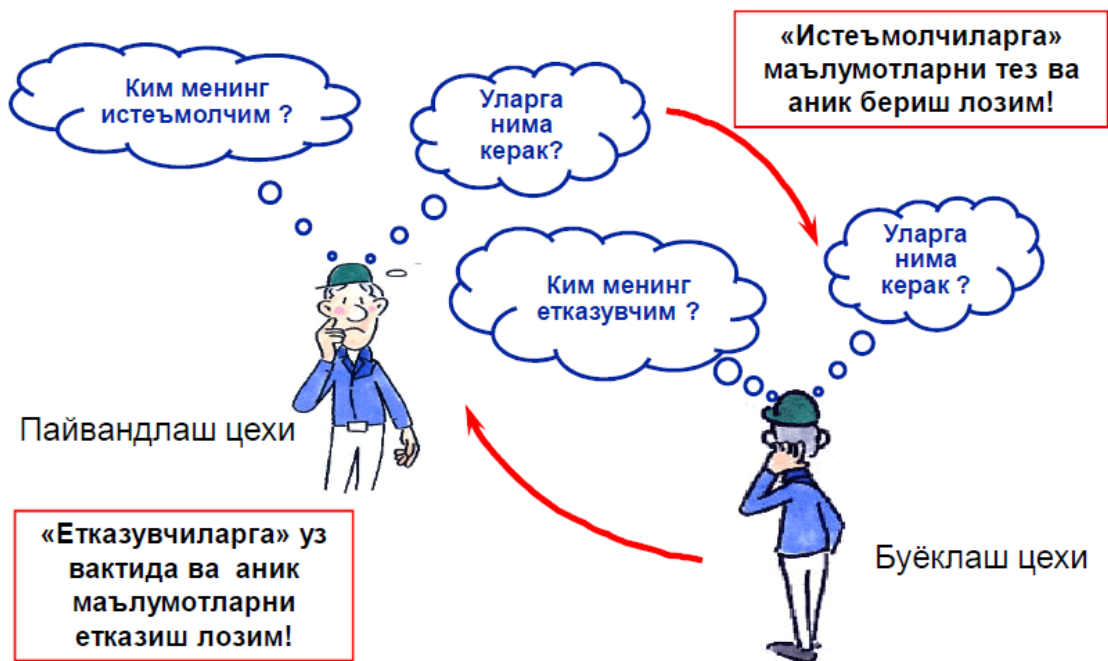 Ким менинг
истеъмолчим ?
Уларга
нима
керак?
«Истеъмолчиларга»
маълумотларни тез ва
аник бериш лозим!
Ким менинг
етказувчим ?
Уларга
нима
керак ?
Пайвандлаш цехи
«Етказувчиларга» уз
вактида ва аник
маълумотларни
етказиш лозим!
Буёклаш цехи